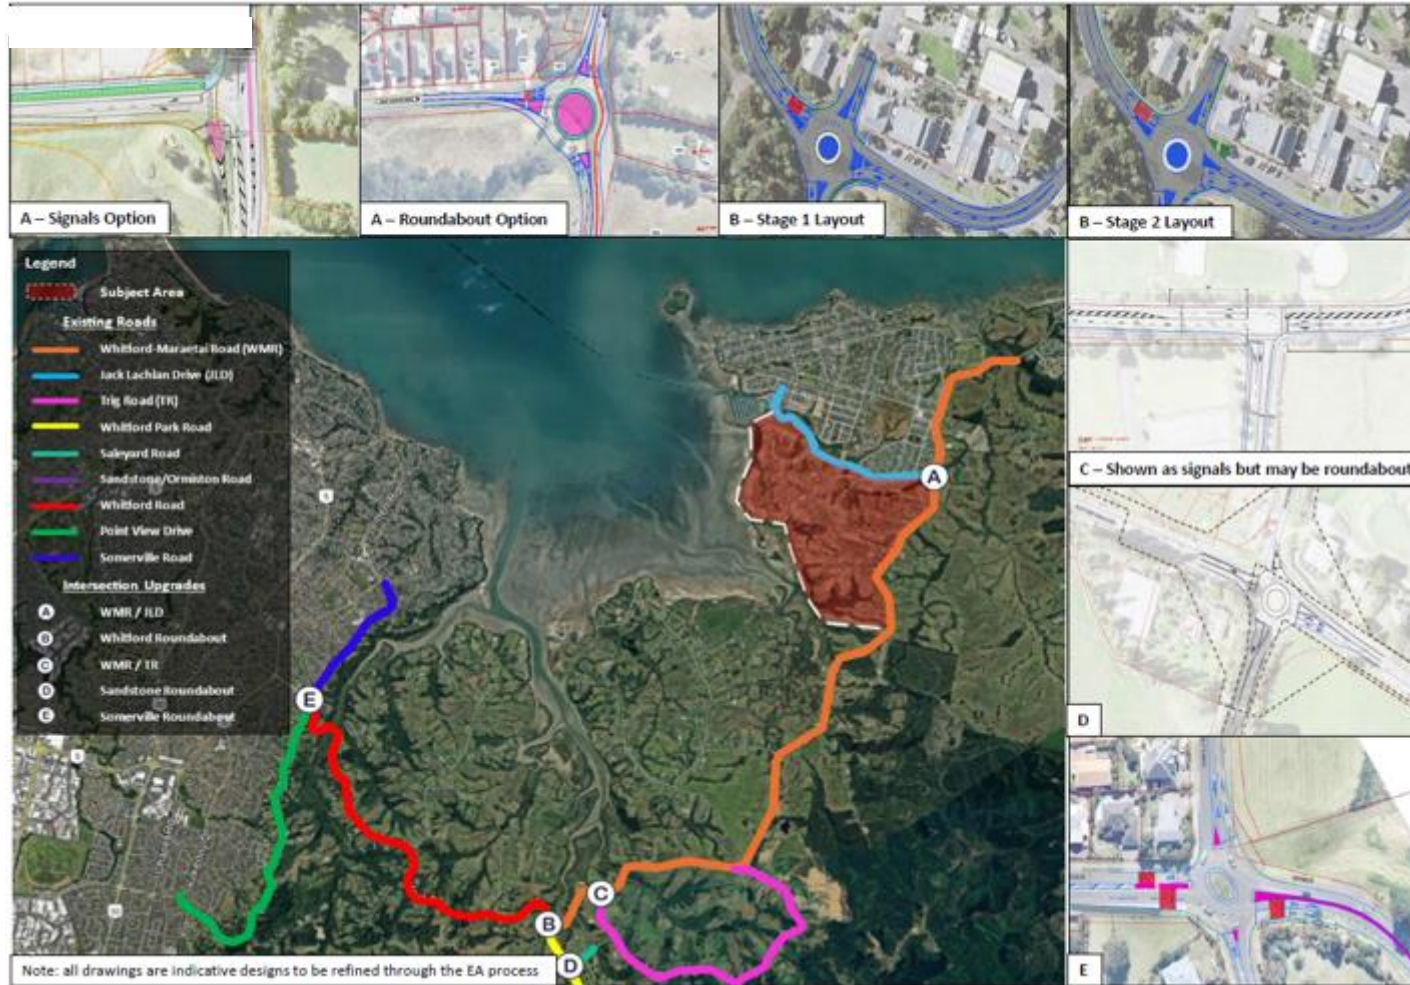 A – Signals Option
A – Roundabout Option
B – Stage 1 Layout
B – Stage 2 Layout
Legend
Subject Area
Existing Roads
Whitford-Maraetai Road (WMR)
Jack Lachlan Drive (JLD)
Trig Road (TR)
Whitford Park Road
Saleyard Road
Sandstone/Ormiston Road
Whitford Road
Point View Drive
Somerville Road
Intersection Upgrades
A WMR / JLD
B Whitford Roundabout
C WMR / TR
D Sandstone Roundabout
E Somerville Roundabout
A
E
C
B
D
Note: all drawings are indicative designs to be refined through the EA process
C – Shown as signals but may be roundabout
D
E